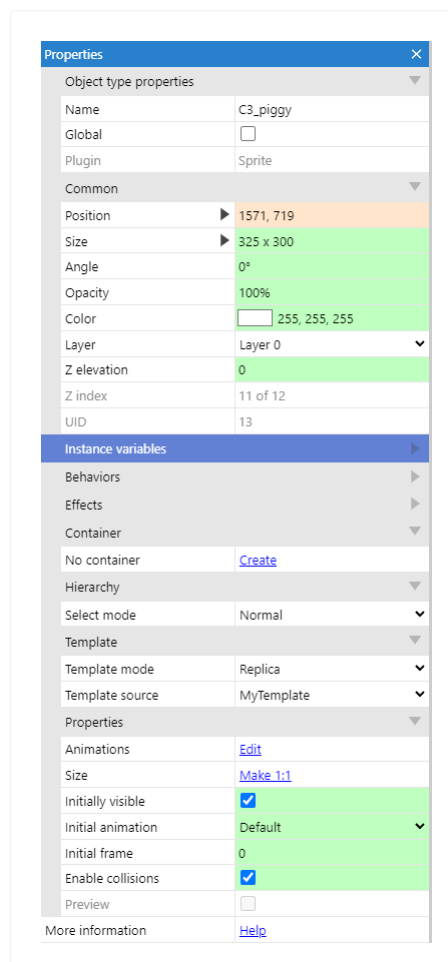 Properties
Object type properties
Name C3_piggy
Global
Plugin Sprite
Common
Position 1571, 719
Size 325 x 300
Angle 0°
Opacity 100%
Color 255, 255, 255
Layer Layer 0
Z elevation 0
Z index 11 of 12
UID 13
Instance variables
Behaviors
Effects
Container
No container Create
Hierarchy
Select mode Normal
Template
Template mode Replica
Template source MyTemplate
Properties
Animations Edit
Size Make 1:1
Initially visible
Initial animation Default
Initial frame 0
Enable collisions
Preview
More information Help